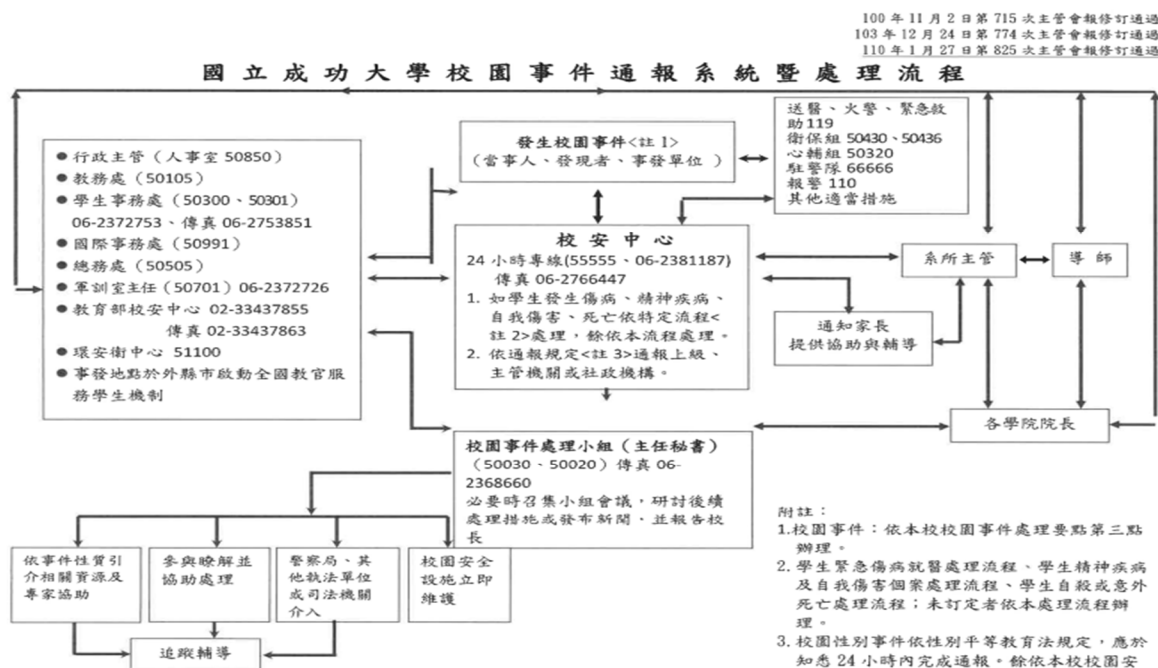 100 年 11 月 2 日第 715 次主管會報修訂通過
103 年 12 月 24 日第 774 次主管會報修訂通過
110 年 1 月 27 日第 825 次主管會報修訂通過
國立成功大學校園事件通報系統暨處理流程
● 行政主管（人事室 50850）
● 教務處（50105）
● 學生事務處（50300、50301）
06-2372753、傳真 06-2753851
● 國際事務處（50991）
● 總務處（50505）
● 軍訓室主任（50701）06-2372726
● 教育部校安中心 02-33437855
傳真 02-33437863
● 環安衛中心 51100
● 事發地點於外縣市啟動全國教官服
務學生機制
發生校園事件<註 1>
（當事人、發現者、事發單位 ）
送醫、火警、緊急救
助 119
衛保組 50430、50436
心輔組 50320
駐警隊 66666
報警 110
其他適當措施
校安中心
24 小時專線(55555、06-2381187)
傳真 06-2766447
1. 如學生發生傷病、精神疾病、
自我傷害、死亡依特定流程<
註 2>處理，餘依本流程處理。
2. 依通報規定<註 3>通報上級、
主管機關或社政機構。
系所主管
導師
通知家長
提供協助與輔導
各學院院長
校園事件處理小組（主任秘書）
（50030、50020）傳真 06-
2368660
必要時召集小組會議，研討後續
處理措施或發布新聞，並報告校
長
依事件性質引
介相關資源及
專家協助
參與瞭解並
協助處理
警察局、其
他執法單位
或司法機關
介入
校園安全
設施立即
維護
追蹤輔導
附註：
1.校園事件：依本校校園事件處理要點第三點
辦理。
2. 學生緊急傷病就醫處理流程、學生精神疾病
及自我傷害個案處理流程、學生自殺或意外
死亡處理流程；未訂定者依本處理流程辦
理。
3. 校園性別事件依性別平等教育法規定，應於
知悉 24 小時內完成通報。餘依本校校園安